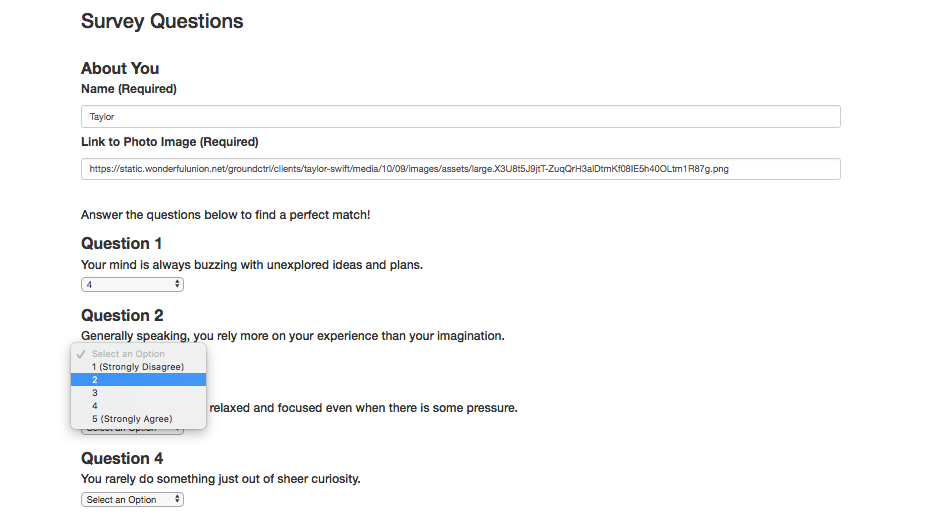 Survey Questions
About You
Name (Required)
Taylor
Link to Photo Image (Required)
https://static.wonderfulunion.net/groundctrl/clients/taylor-swift/media/10/09/images/assets/large.X3U8t5J9jtT-ZuqQrH3alDtmKf08IE5h40OLtm1R87g.png
Answer the questions below to find a perfect match!
Question 1
Your mind is always buzzing with unexplored ideas and plans.
4
Question 2
Generally speaking, you rely more on your experience than your imagination.
Select an Option
1 (Strongly Disagree)
2
3
4
5 (Strongly Agree)
relaxed and focused even when there is some pressure.
Select an Option
Question 4
You rarely do something just out of sheer curiosity.
Select an Option